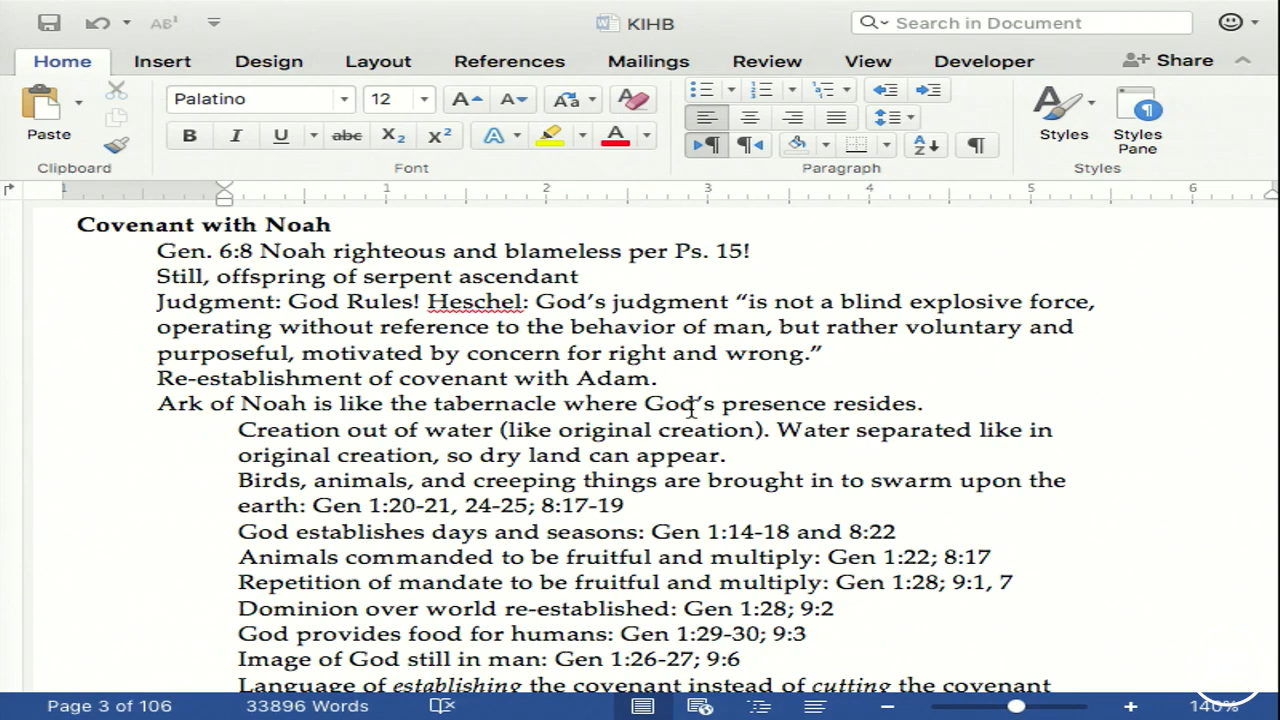 ABC¹
KIHB
Search in Document
Home Insert Design Layout References Mailings Review View Developer Share
Palatino 12
Paste
B I U abc X₂ X² A A
Styles Styles Pane
Clipboard Font Paragraph Styles
1 1 2 3 4 5 6
Covenant with Noah
Gen. 6:8 Noah righteous and blameless per Ps. 15!
Still, offspring of serpent ascendant
Judgment: God Rules! Heschel: God’s judgment “is not a blind explosive force,
operating without reference to the behavior of man, but rather voluntary and
purposeful, motivated by concern for right and wrong.”
Re-establishment of covenant with Adam.
Ark of Noah is like the tabernacle where God’s presence resides.
Creation out of water (like original creation). Water separated like in
original creation, so dry land can appear.
Birds, animals, and creeping things are brought in to swarm upon the
earth: Gen 1:20-21, 24-25; 8:17-19
God establishes days and seasons: Gen 1:14-18 and 8:22
Animals commanded to be fruitful and multiply: Gen 1:22; 8:17
Repetition of mandate to be fruitful and multiply: Gen 1:28; 9:1, 7
Dominion over world re-established: Gen 1:28; 9:2
God provides food for humans: Gen 1:29-30; 9:3
Image of God still in man: Gen 1:26-27; 9:6
Language of establishing the covenant instead of cutting the covenant
Page 3 of 106 33896 Words 140%